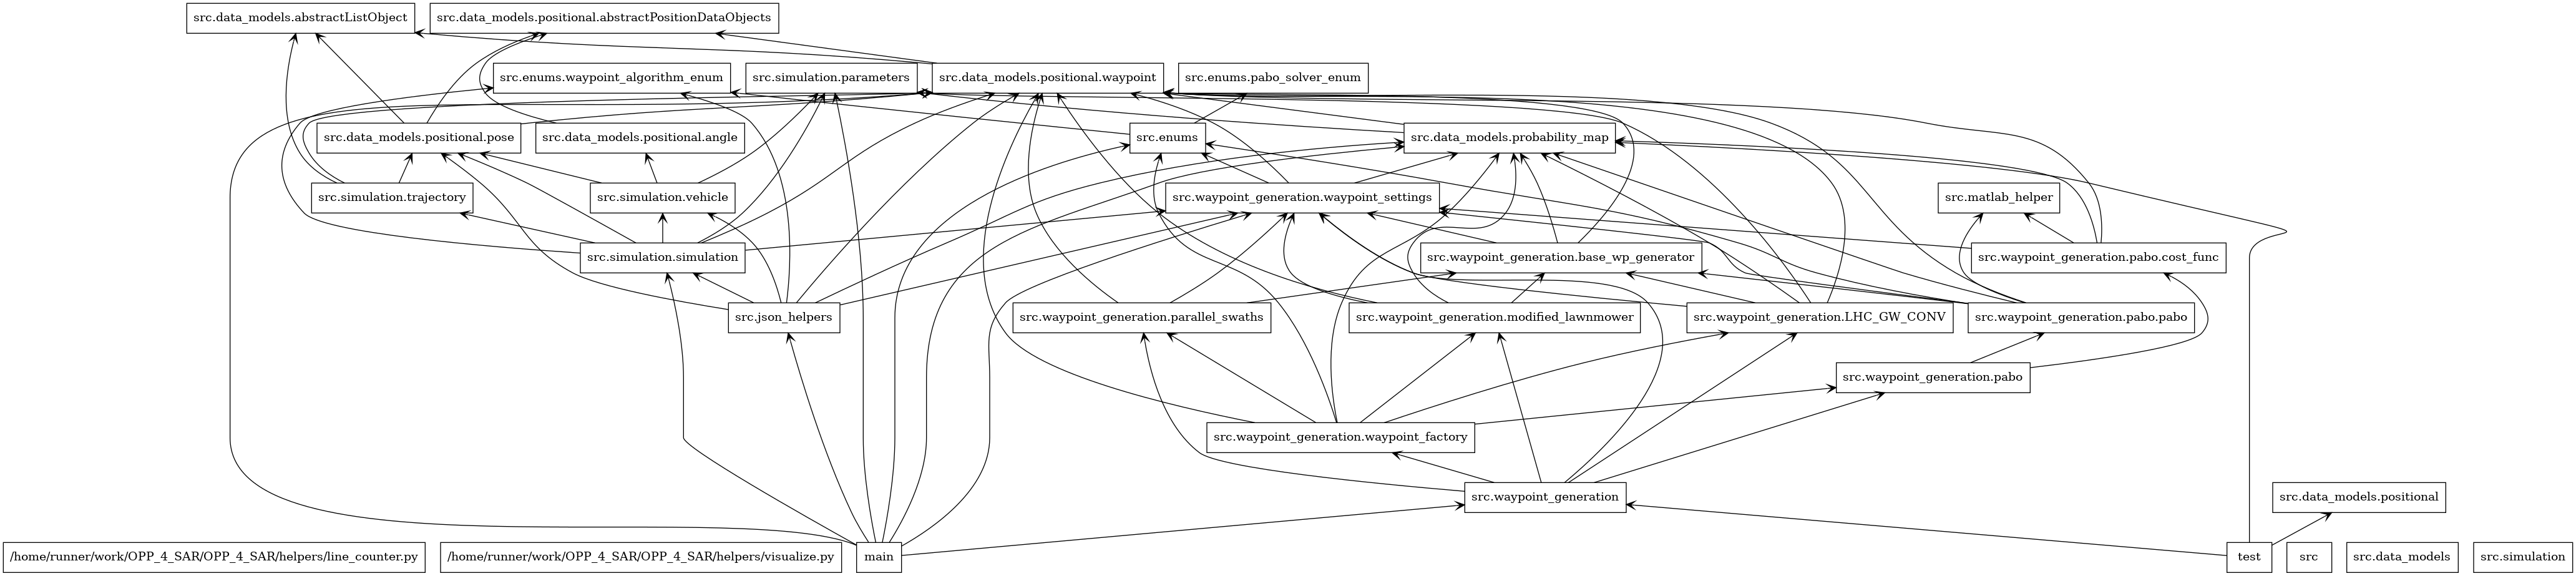 src.data_models.abstractListObject
src.data_models.positional.abstractPositionDataObjects
src.enums.waypoint_algorithm_enum
src.simulation.parameters
src.data_models.positional.waypoint
src.enums.pabo_solver_enum
src.data_models.positional.pose
src.data_models.positional.angle
src.enums
src.data_models.probability_map
src.simulation.trajectory
src.simulation.vehicle
src.waypoint_generation.waypoint_settings
src.matlab_helper
src.simulation.simulation
src.waypoint_generation.base_wp_generator
src.waypoint_generation.pabo.cost_func
src.json_helpers
src.waypoint_generation.parallel_swaths
src.waypoint_generation.modified_lawnmower
src.waypoint_generation.LHC_GW_CONV
src.waypoint_generation.pabo.pabo
src.waypoint_generation.pabo
src.waypoint_generation.waypoint_factory
src.waypoint_generation
src.data_models.positional
/home/runner/work/OPP_4_SAR/OPP_4_SAR/helpers/line_counter.py
/home/runner/work/OPP_4_SAR/OPP_4_SAR/helpers/visualize.py
main
test
src
src.data_models
src.simulation